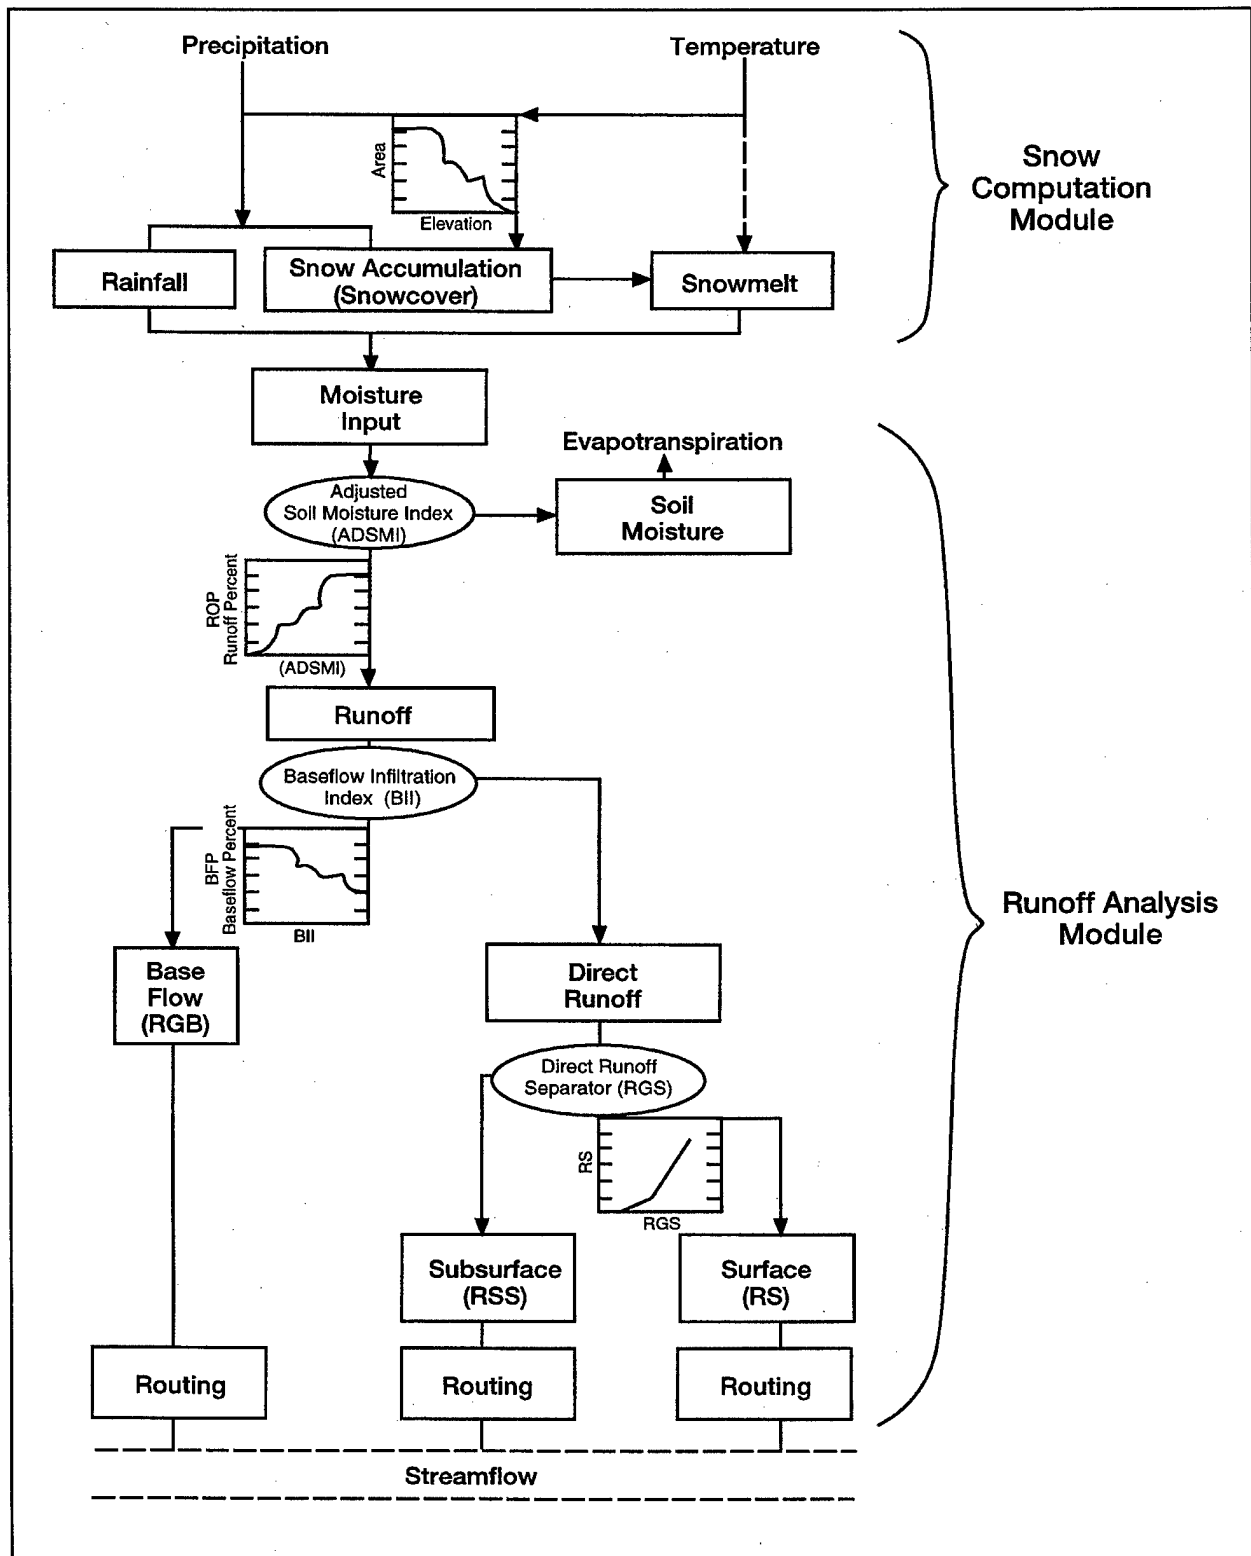 Precipitation
Temperature
Area
Elevation
Snow
Computation
Module
Rainfall
Snow Accumulation
(Snowcover)
Snowmelt
Moisture
Input
Evapotranspiration
Adjusted
Soil Moisture Index
(ADSMI)
Soil
Moisture
ROP
Runoff Percent
(ADSMI)
Runoff
Baseflow Infiltration
Index (BII)
BFP
Baseflow Percent
BII
Runoff Analysis
Module
Base
Flow
(RGB)
Direct
Runoff
Direct Runoff
Separator (RGS)
RS
RGS
Subsurface
(RSS)
Surface
(RS)
Routing
Routing
Routing
Streamflow